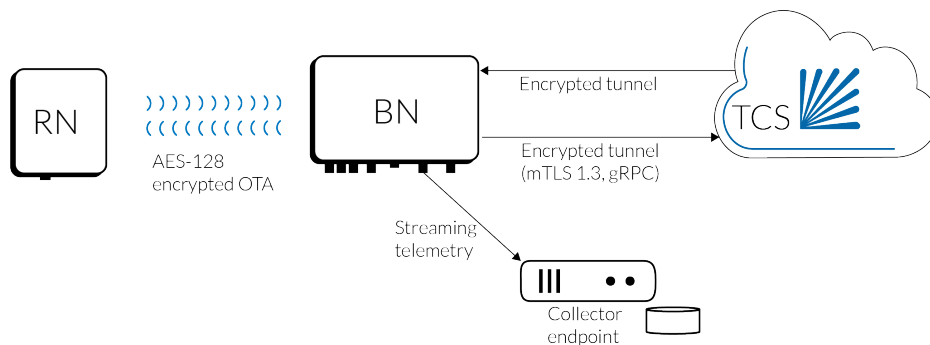 RN
AES-128
encrypted OTA
BN
Encrypted tunnel
Encrypted tunnel
(mTLS 1.3, gRPC)
TCS
Streaming
telemetry
Collector
endpoint